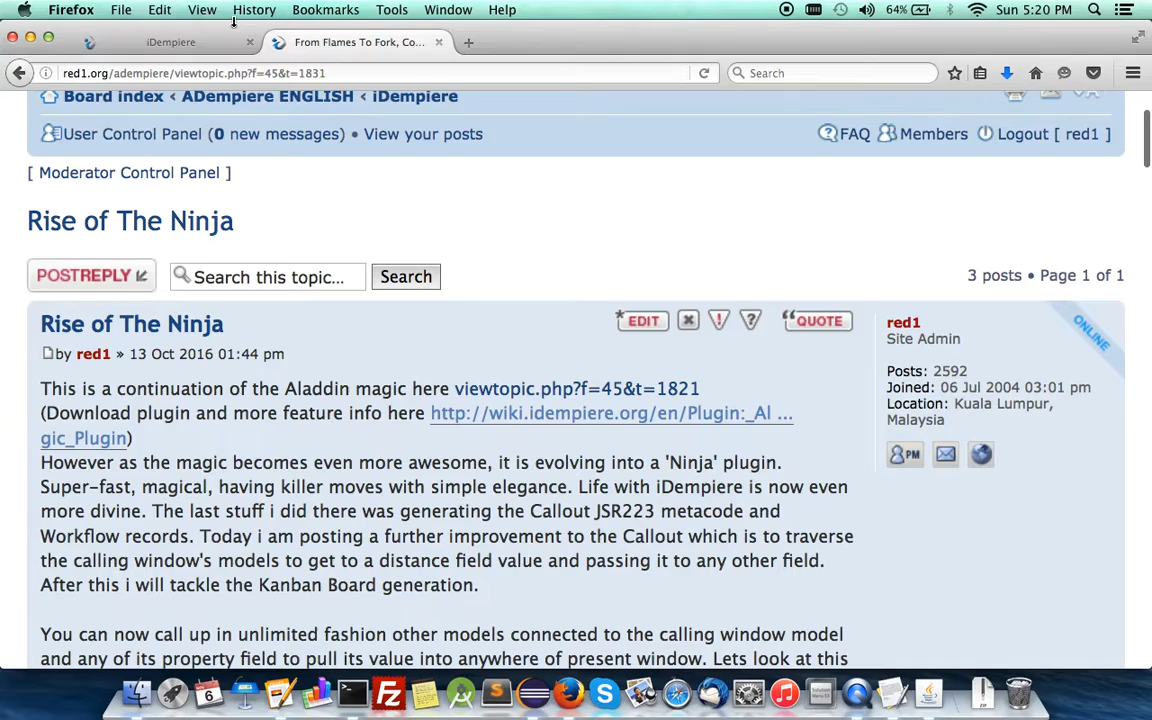 Firefox File Edit View History Bookmarks Tools Window Help 64% Sun 5:20 PM
iDempiere From Flames To Fork, Co...
red1.org/adempiere/viewtopic.php?f=45&t=1831 Search
Board index ‹ ADempiere ENGLISH ‹ iDempiere
User Control Panel (0 new messages) • View your posts FAQ Members Logout [ red1 ]
[ Moderator Control Panel ]
Rise of The Ninja
POSTREPLY Search this topic... Search 3 posts • Page 1 of 1
Rise of The Ninja EDIT QUOTE
by red1 » 13 Oct 2016 01:44 pm
This is a continuation of the Aladdin magic here viewtopic.php?f=45&t=1821
(Download plugin and more feature info here http://wiki.idempiere.org/en/Plugin:_Al ...
gic_Plugin)
However as the magic becomes even more awesome, it is evolving into a 'Ninja' plugin.
Super-fast, magical, having killer moves with simple elegance. Life with iDempiere is now even
more divine. The last stuff i did there was generating the Callout JSR223 metacode and
Workflow records. Today i am posting a further improvement to the Callout which is to traverse
the calling window's models to get to a distance field value and passing it to any other field.
After this i will tackle the Kanban Board generation.
You can now call up in unlimited fashion other models connected to the calling window model
and any of its property field to pull its value into anywhere of present window. Lets look at this
red1
Site Admin
Posts: 2592
Joined: 06 Jul 2004 03:01 pm
Location: Kuala Lumpur,
Malaysia
PM
ONLINE
6